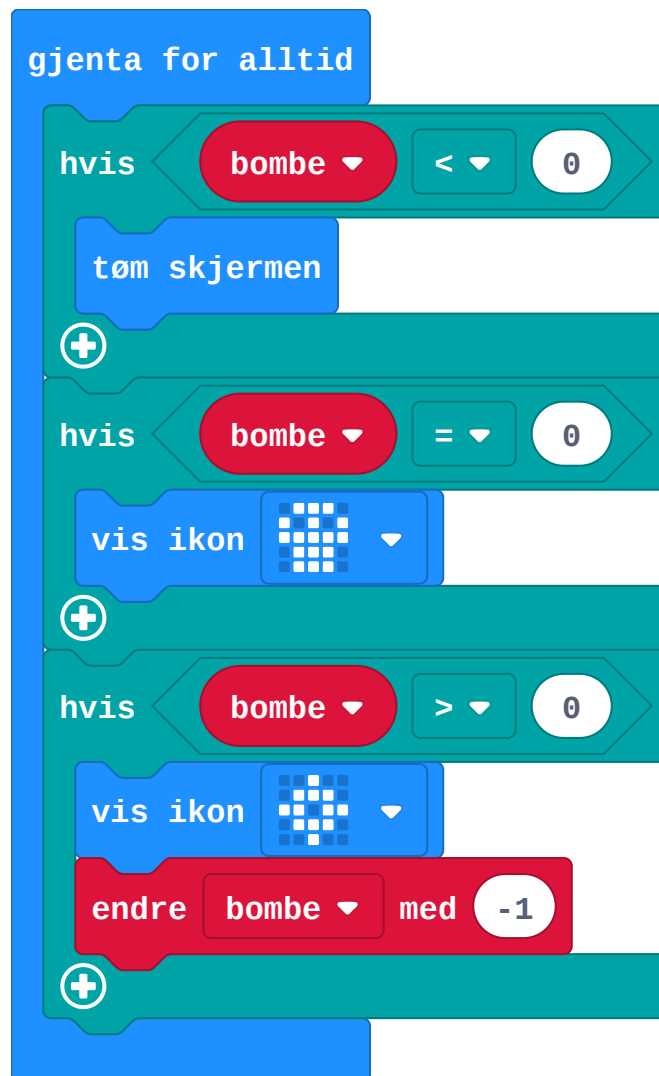 gjenta for alltid
hvis bombe < 0
tøm skjermen
hvis bombe = 0
vis ikon
hvis bombe > 0
vis ikon
endre bombe med -1